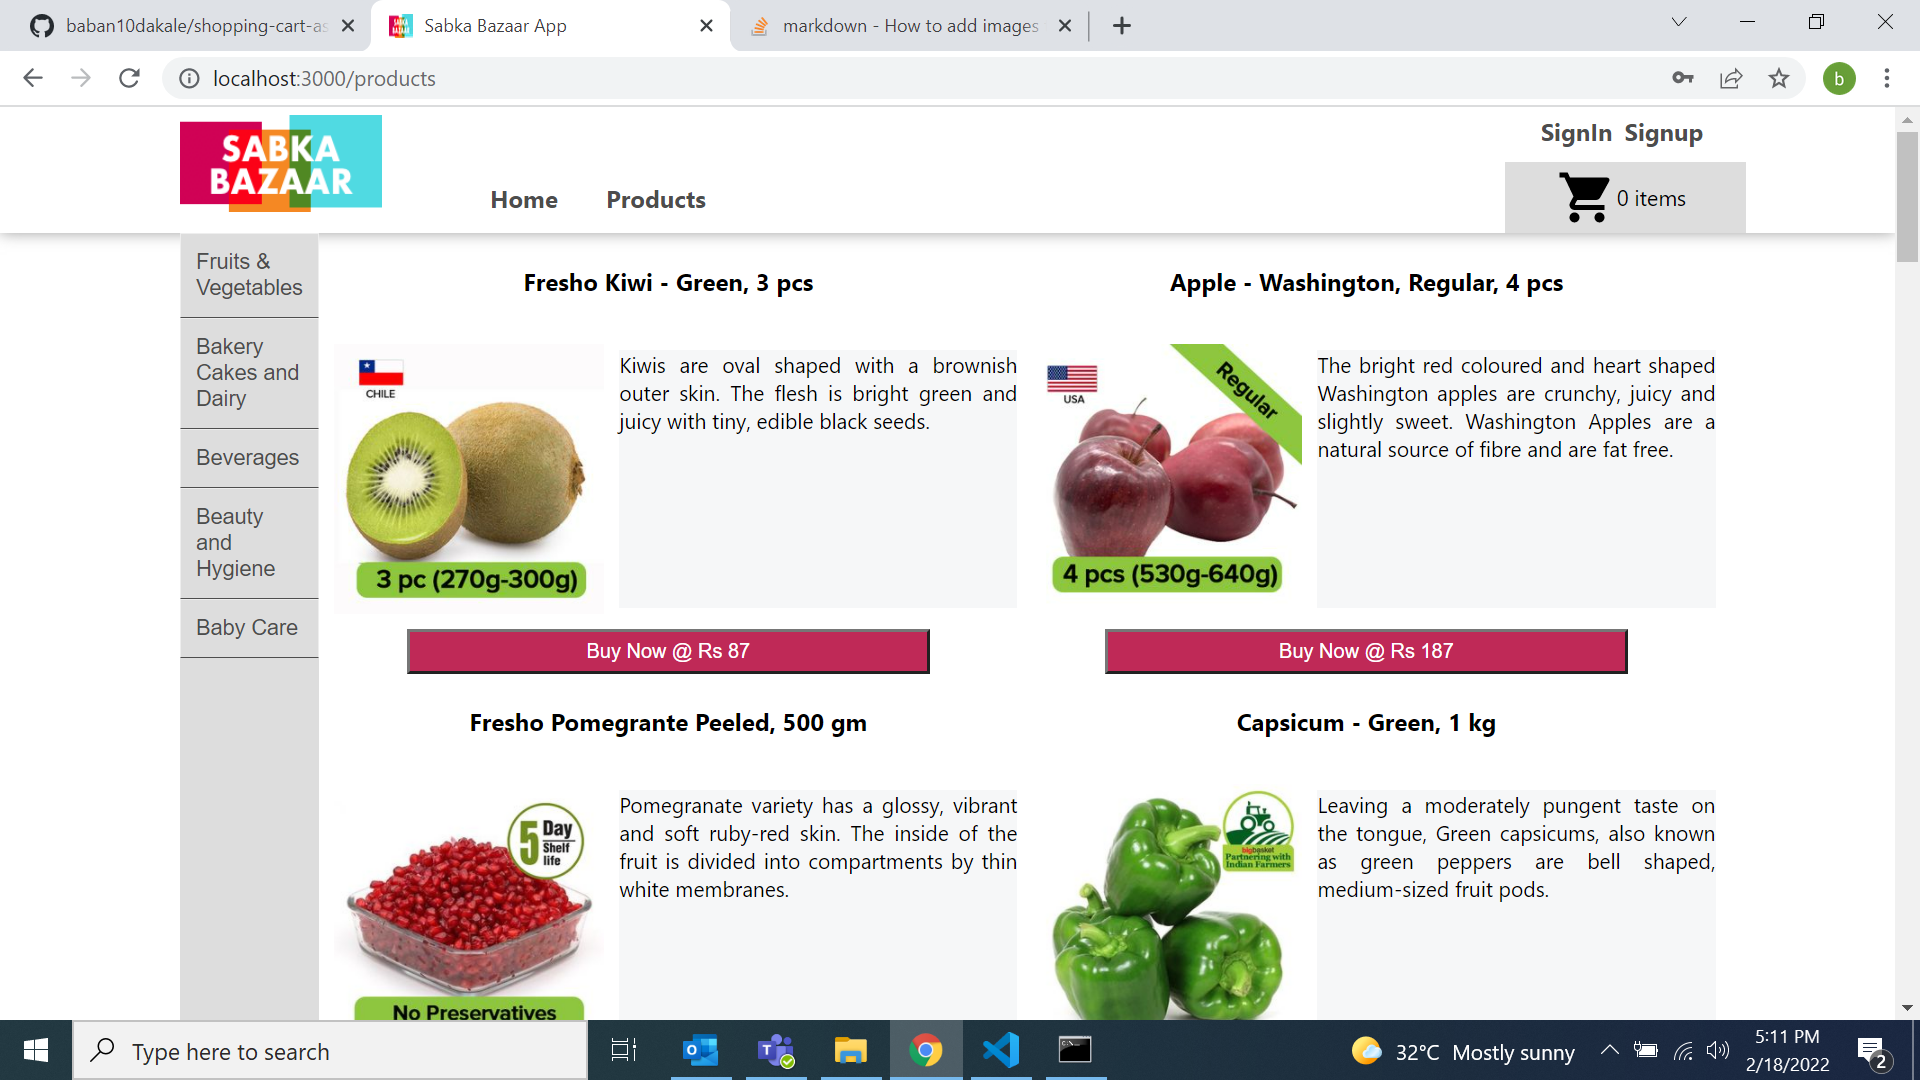 baban10dakale/shopping-cart-as
Sabka Bazaar App
markdown - How to add images
localhost:3000/products
b
SABKA
BAZAAR
Home
Products
SignIn Signup
0 items
Fruits &
Vegetables
Bakery
Cakes and
Dairy
Beverages
Beauty
and
Hygiene
Baby Care
Fresho Kiwi - Green, 3 pcs
CHILE
3 pc (270g-300g)
Kiwis are oval shaped with a brownish
outer skin. The flesh is bright green and
juicy with tiny, edible black seeds.
Buy Now @ Rs 87
Apple - Washington, Regular, 4 pcs
USA
Regular
4 pcs (530g-640g)
The bright red coloured and heart shaped
Washington apples are crunchy, juicy and
slightly sweet. Washington Apples are a
natural source of fibre and are fat free.
Buy Now @ Rs 187
Fresho Pomegrante Peeled, 500 gm
5 Day
Shelf
life
No Preservatives
Pomegranate variety has a glossy, vibrant
and soft ruby-red skin. The inside of the
fruit is divided into compartments by thin
white membranes.
Capsicum - Green, 1 kg
bigbasket
Partnering with
Indian Farmers
Leaving a moderately pungent taste on
the tongue, Green capsicums, also known
as green peppers are bell shaped,
medium-sized fruit pods.
Type here to search
32°C Mostly sunny
5:11 PM
2/18/2022
2